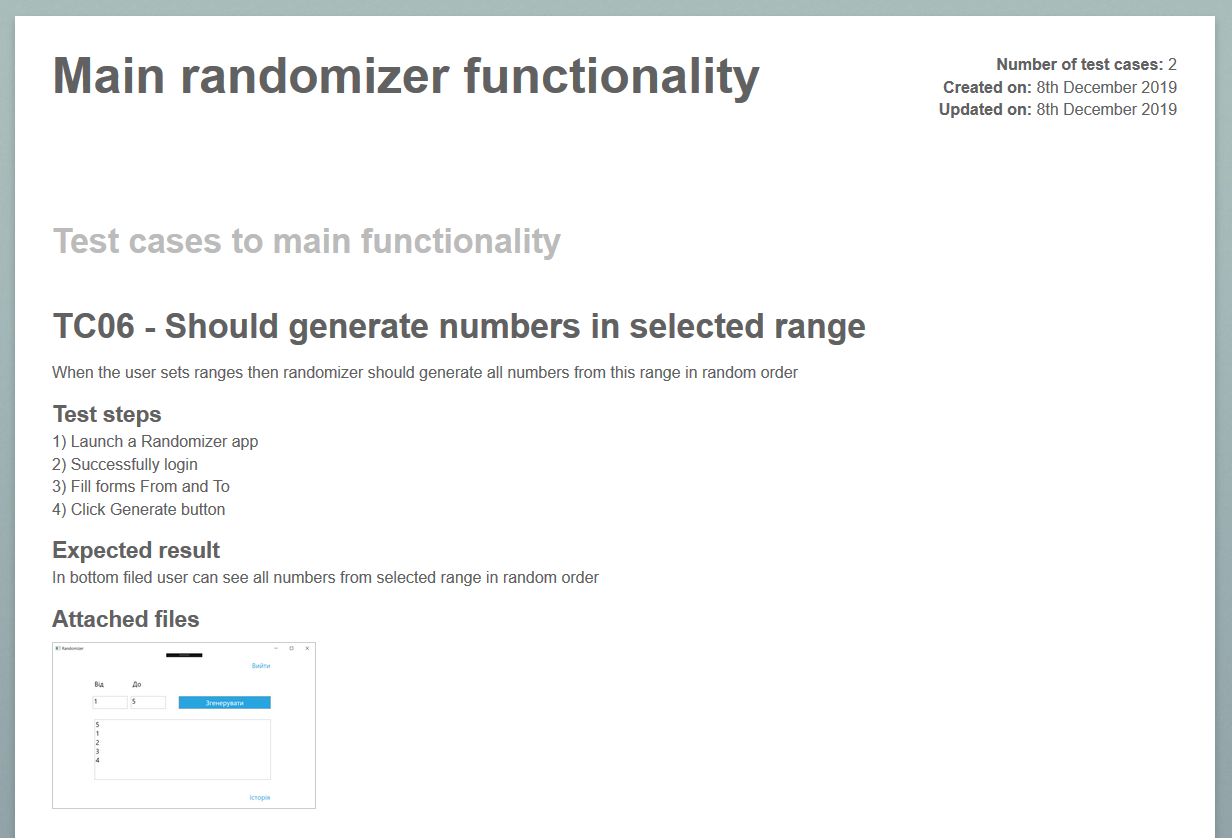 Main randomizer functionality
Number of test cases: 2
Created on: 8th December 2019
Updated on: 8th December 2019
Test cases to main functionality
TC06 - Should generate numbers in selected range
When the user sets ranges then randomizer should generate all numbers from this range in random order
Test steps
1) Launch a Randomizer app
2) Successfully login
3) Fill forms From and To
4) Click Generate button
Expected result
In bottom filed user can see all numbers from selected range in random order
Attached files
Randomizer
Вийти
Від До
1 5 Згенерувати
5
1
2
3
4
Історія